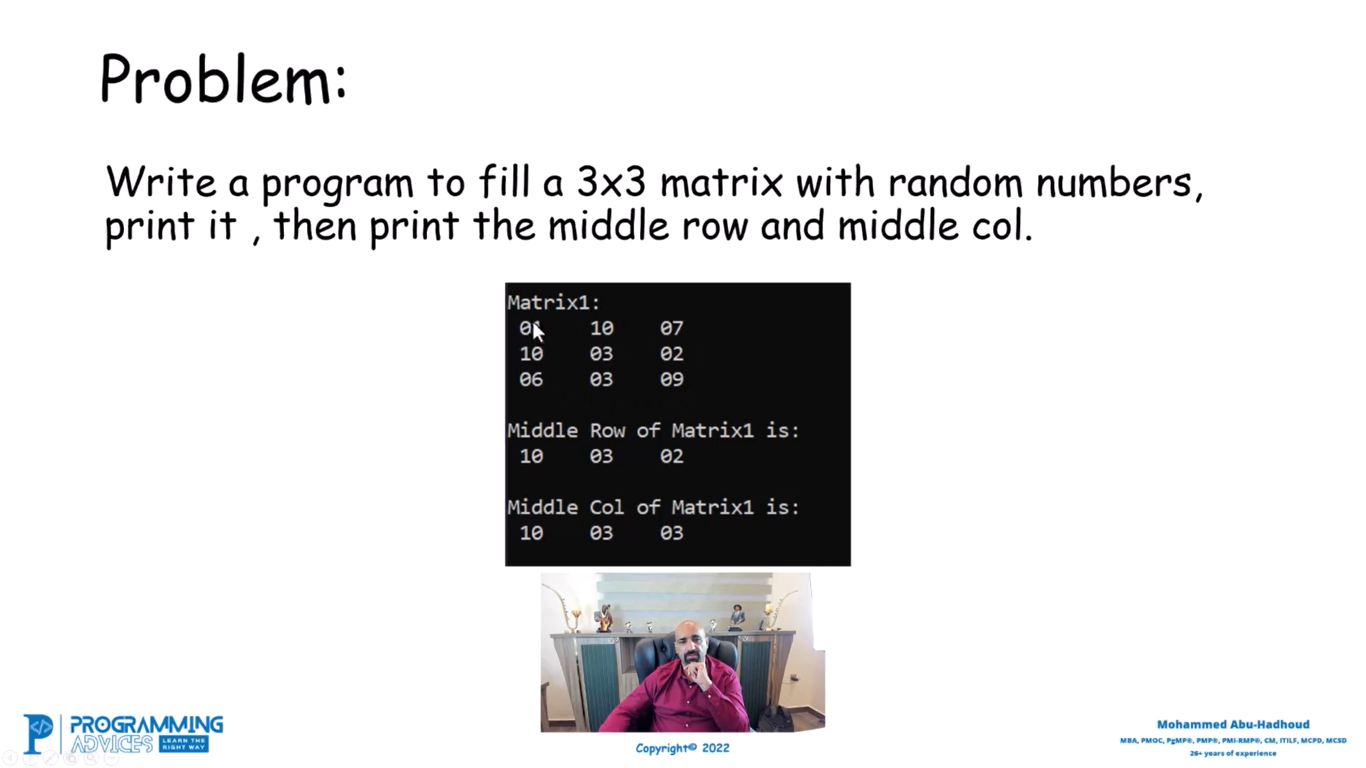 Problem:
Write a program to fill a 3x3 matrix with random numbers,
print it , then print the middle row and middle col.
Matrix1:
01 10 07
10 03 02
06 03 09
Middle Row of Matrix1 is:
10 03 02
Middle Col of Matrix1 is:
10 03 03
PROGRAMMING
ADVICES LEARN THE RIGHT WAY
Copyright© 2022
Mohammed Abu-Hadhoud
MBA, PMOC, PgMP®, PMP®, PMI-RMP®, CM, ITILF, MCPD, MCSD
26+ years of experience